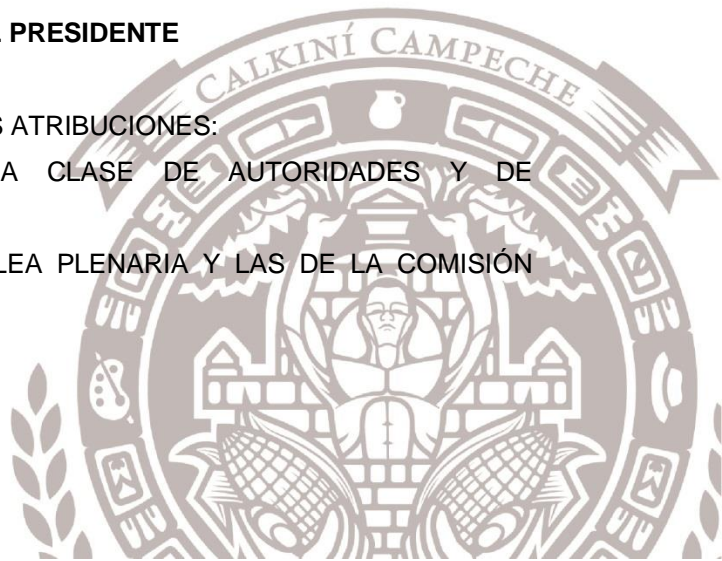 PRESIDENTE
CALKINÍ CAMPECHE
S ATRIBUCIONES:
A CLASE DE AUTORIDADES Y DE
LEA PLENARIA Y LAS DE LA COMISIÓN